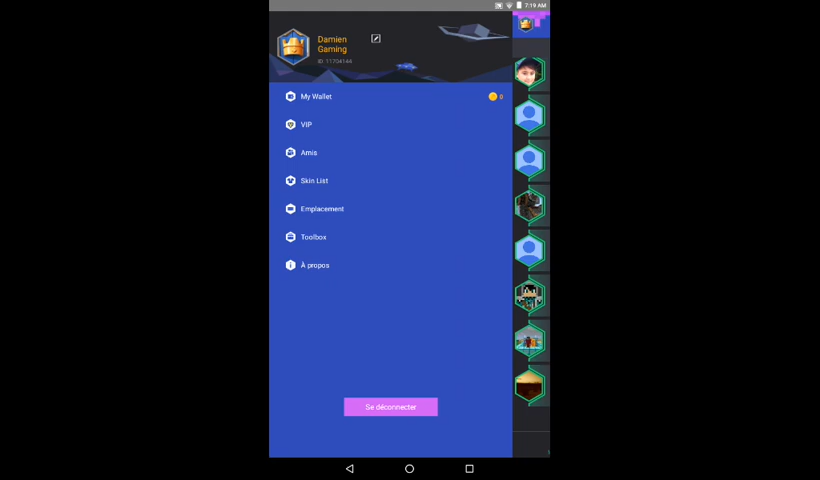 7:19 AM
Damien
Gaming
ID 11704144
My Wallet
0
VIP
Amis
Skin List
Emplacement
Toolbox
À propos
Se déconnecter